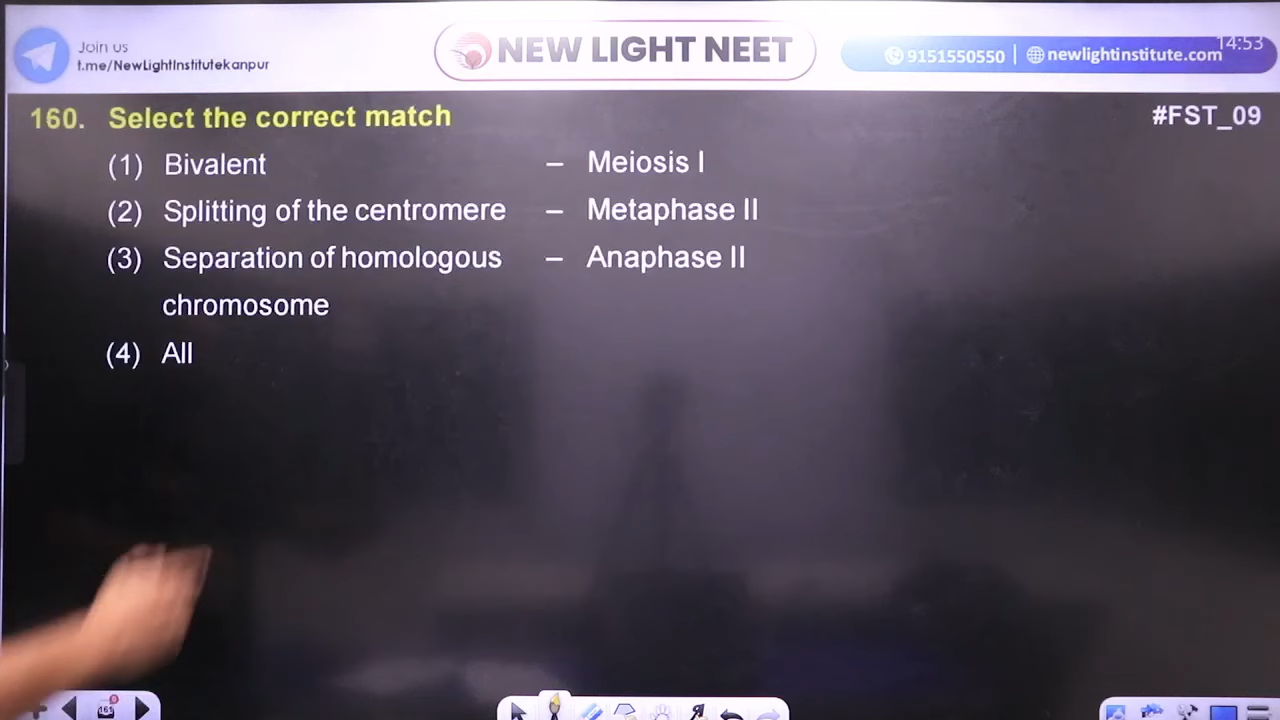 Join us
t.me/NewLightInstitutekanpur
NEW LIGHT NEET
9151550550 | newlightinstitute.com
14:53
160. Select the correct match #FST_09
(1) Bivalent – Meiosis I
(2) Splitting of the centromere – Metaphase II
(3) Separation of homologous – Anaphase II
chromosome
(4) All